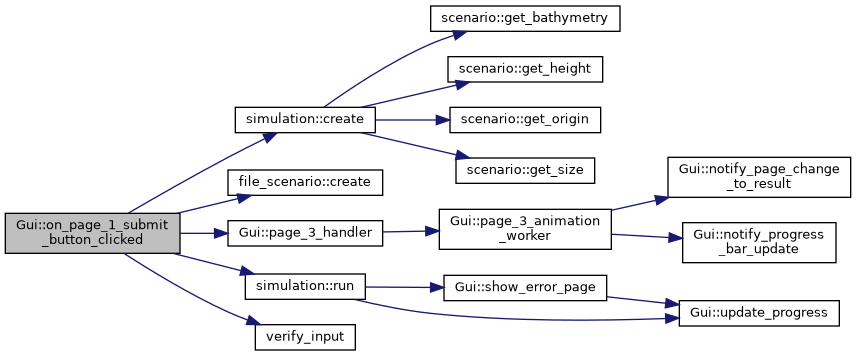 scenario::get_bathymetry
scenario::get_height
simulation::create
scenario::get_origin
scenario::get_size
Gui::notify_page_change
_to_result
file_scenario::create
Gui::on_page_1_submit
_button_clicked
Gui::page_3_handler
Gui::page_3_animation
_worker
Gui::notify_progress
_bar_update
simulation::run
Gui::show_error_page
Gui::update_progress
verify_input